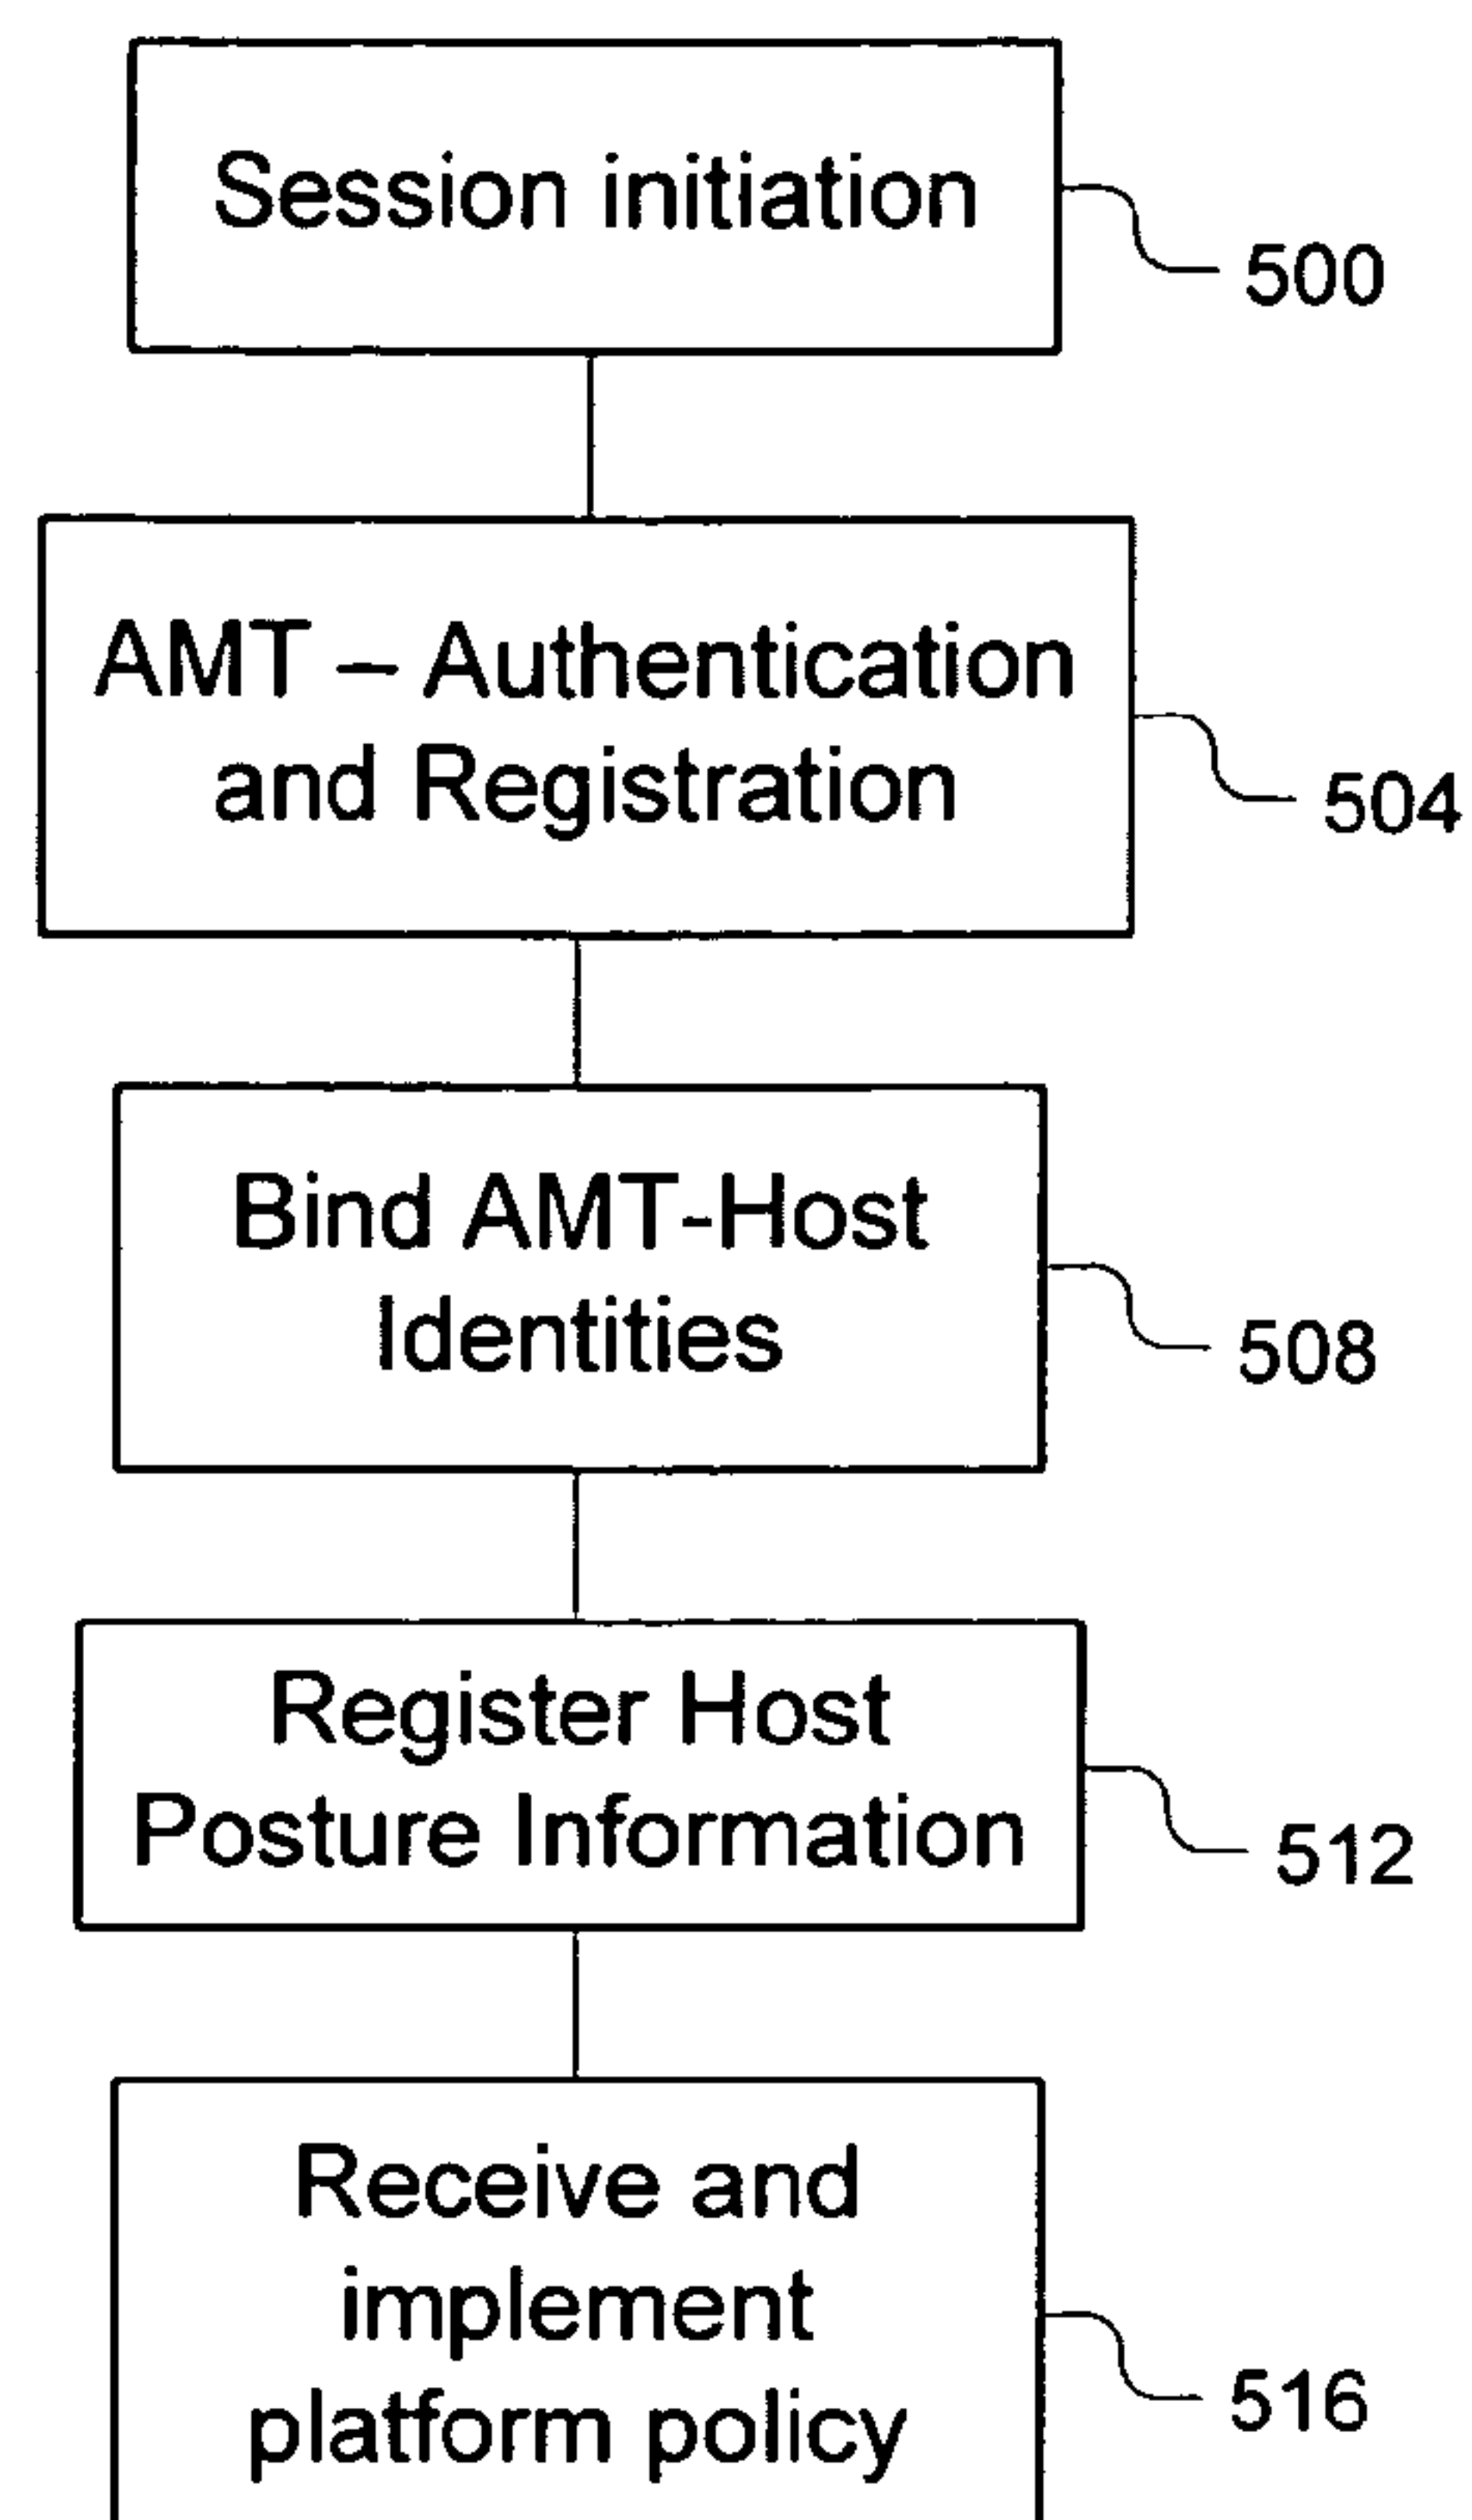 Session initiation
500
AMT – Authentication
and Registration
504
Bind AMT-Host
Identities
508
Register Host
Posture Information
512
Receive and
implement
platform policy
516